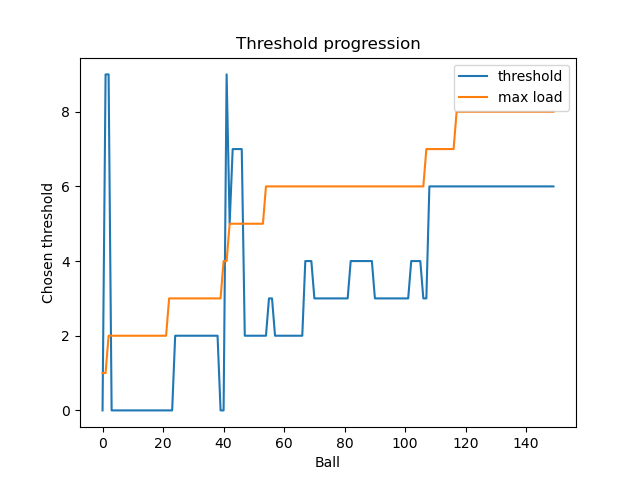 Threshold progression
threshold
max load
Chosen threshold
8
6
4
2
0
0 20 40 60 80 100 120 140
Ball